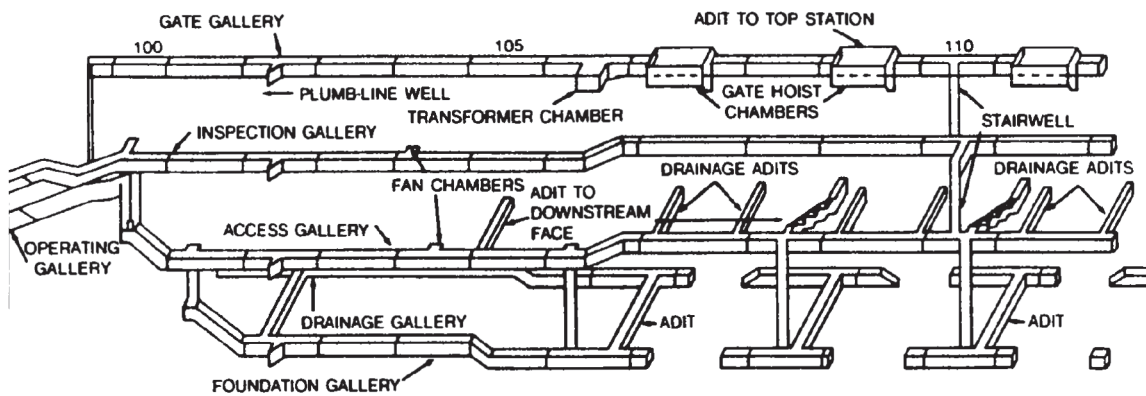 GATE GALLERY
ADIT TO TOP STATION
100
105
110
PLUMB-LINE WELL
TRANSFORMER CHAMBER
GATE HOIST
CHAMBERS
INSPECTION GALLERY
STAIRWELL
FAN CHAMBERS
ADIT TO
DOWNSTREAM
FACE
DRAINAGE ADITS
DRAINAGE ADITS
OPERATING
GALLERY
ACCESS GALLERY
DRAINAGE GALLERY
ADIT
ADIT
FOUNDATION GALLERY